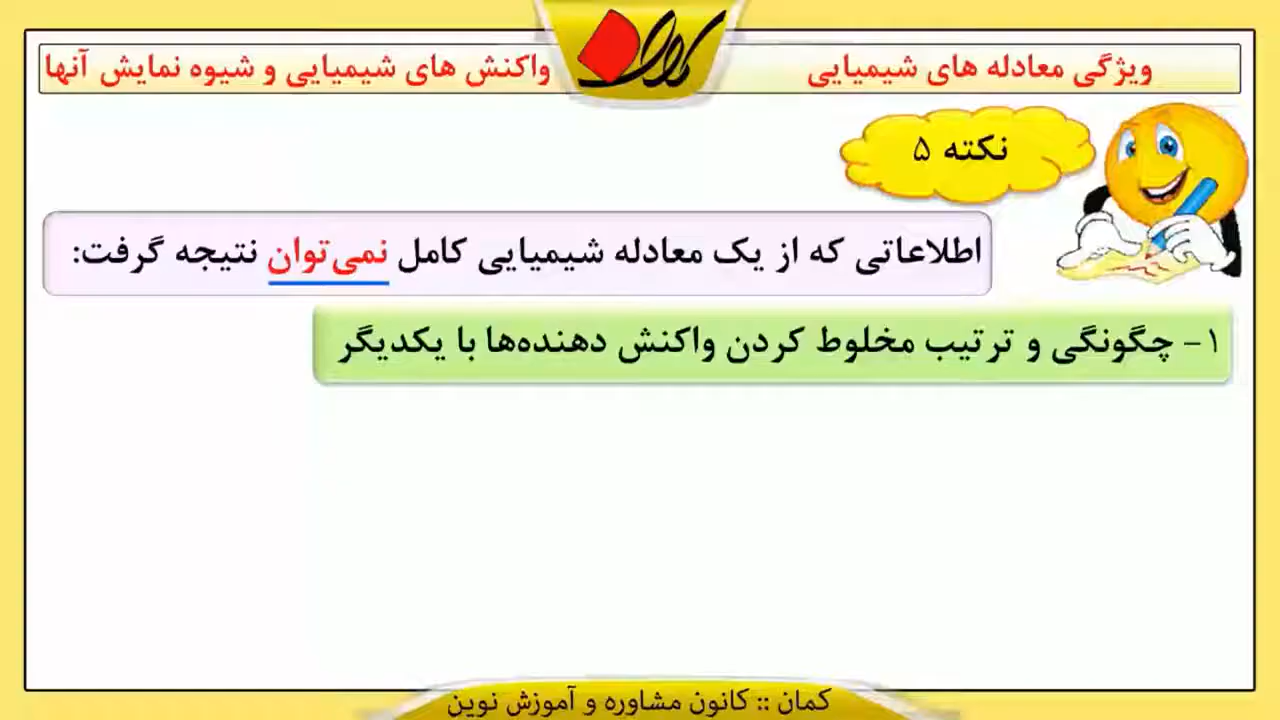 ویژگی معادله های شیمیایی
واکنش های شیمیایی و شیوه نمایش آنها
کمان
نکته ۵
اطلاعاتی که از یک معادله شیمیایی کامل نمی‌توان نتیجه گرفت:
۱- چگونگی و ترتیب مخلوط کردن واکنش دهنده‌ها با یکدیگر
کمان :: کانون مشاوره و آموزش نوین